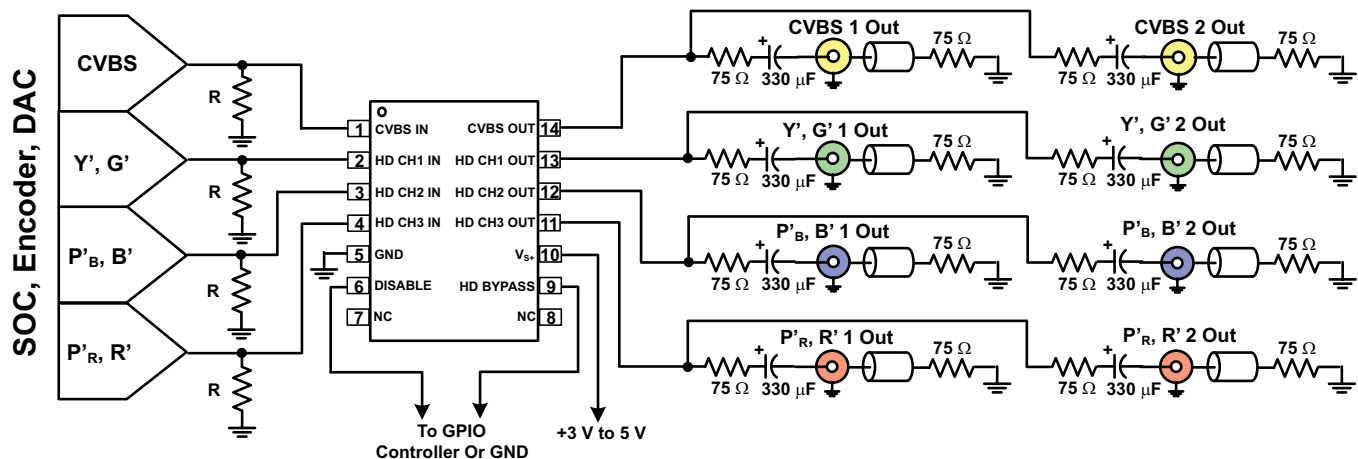 SOC, Encoder, DAC
CVBS
R
Y', G'
R
P'B, B'
R
P'R, R'
R
1 CVBS IN
2 HD CH1 IN
3 HD CH2 IN
4 HD CH3 IN
5 GND
6 DISABLE
7 NC
CVBS OUT 14
HD CH1 OUT 13
HD CH2 OUT 12
HD CH3 OUT 11
VS+ 10
HD BYPASS 9
NC 8
To GPIO
Controller Or GND
+3 V to 5 V
CVBS 1 Out
+
75 Ω
75 Ω
330 µF
CVBS 2 Out
+
75 Ω
75 Ω
330 µF
Y', G' 1 Out
+
75 Ω
75 Ω
330 µF
Y', G' 2 Out
+
75 Ω
75 Ω
330 µF
P'B, B' 1 Out
+
75 Ω
75 Ω
330 µF
P'B, B' 2 Out
+
75 Ω
75 Ω
330 µF
P'R, R' 1 Out
+
75 Ω
75 Ω
330 µF
P'R, R' 2 Out
+
75 Ω
75 Ω
330 µF